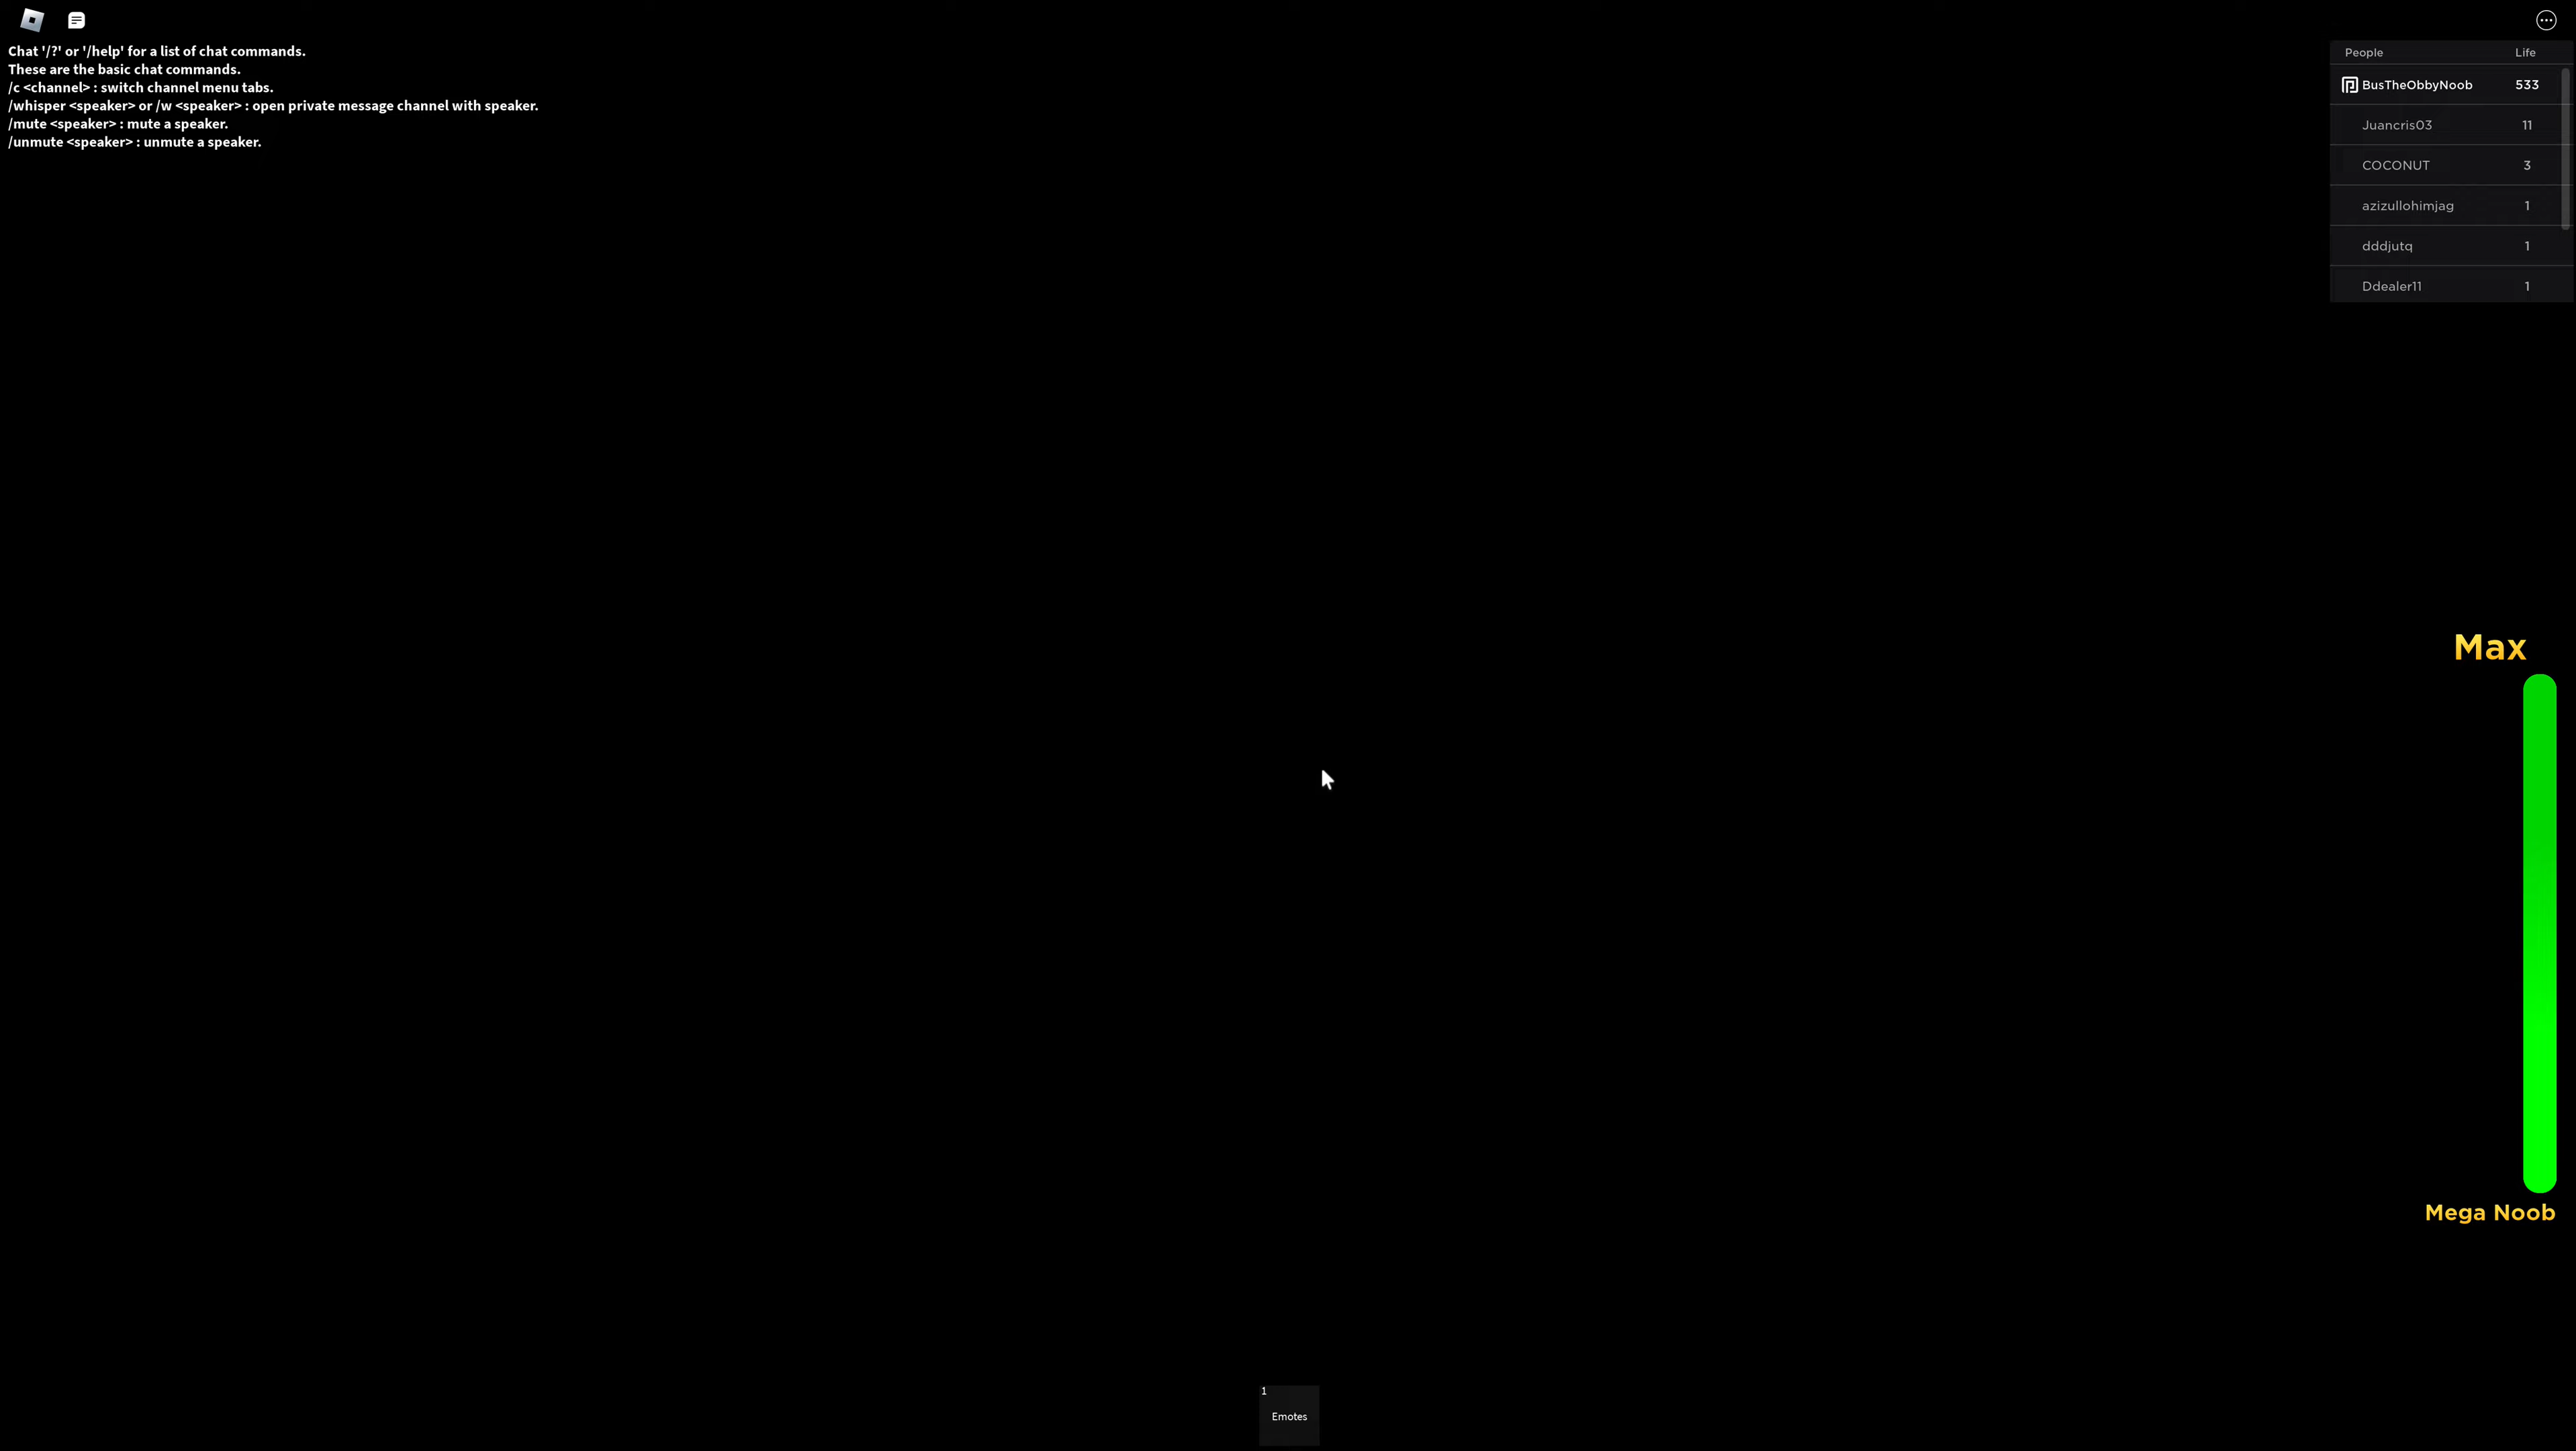 Chat '/?' or '/help' for a list of chat commands.
These are the basic chat commands.
/c <channel> : switch channel menu tabs.
/whisper <speaker> or /w <speaker> : open private message channel with speaker.
/mute <speaker> : mute a speaker.
/unmute <speaker> : unmute a speaker.
People Life
BusTheObbyNoob 533
Juancris03 11
COCONUT 3
azizullohimjag 1
dddjutq 1
Ddealer11 1
Max
Mega Noob
1
Emotes